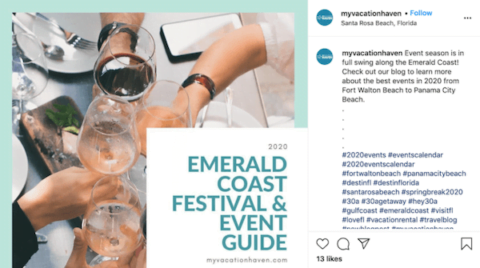 2020
EMERALD
COAST
FESTIVAL &
EVENT
GUIDE
myvacationhaven.com
myvacationhaven • Follow
Santa Rosa Beach, Florida
myvacationhaven Event season is in
full swing along the Emerald Coast!
Check out our blog to learn more
about the best events in 2020 from
Fort Walton Beach to Panama City
Beach.
.
.
.
.
.
#2020events #eventscalendar
#2020eventscalendar
#fortwaltonbeach #panamacitybeach
#destinfl #destinflorida
#santarosabeach #springbreak2020
#30a #30agetaway #hey30a
#gulfcoast #emeraldcoast #visitfl
#lovefl #vacationrental #travelblog
#myvacationhaven
13 likes